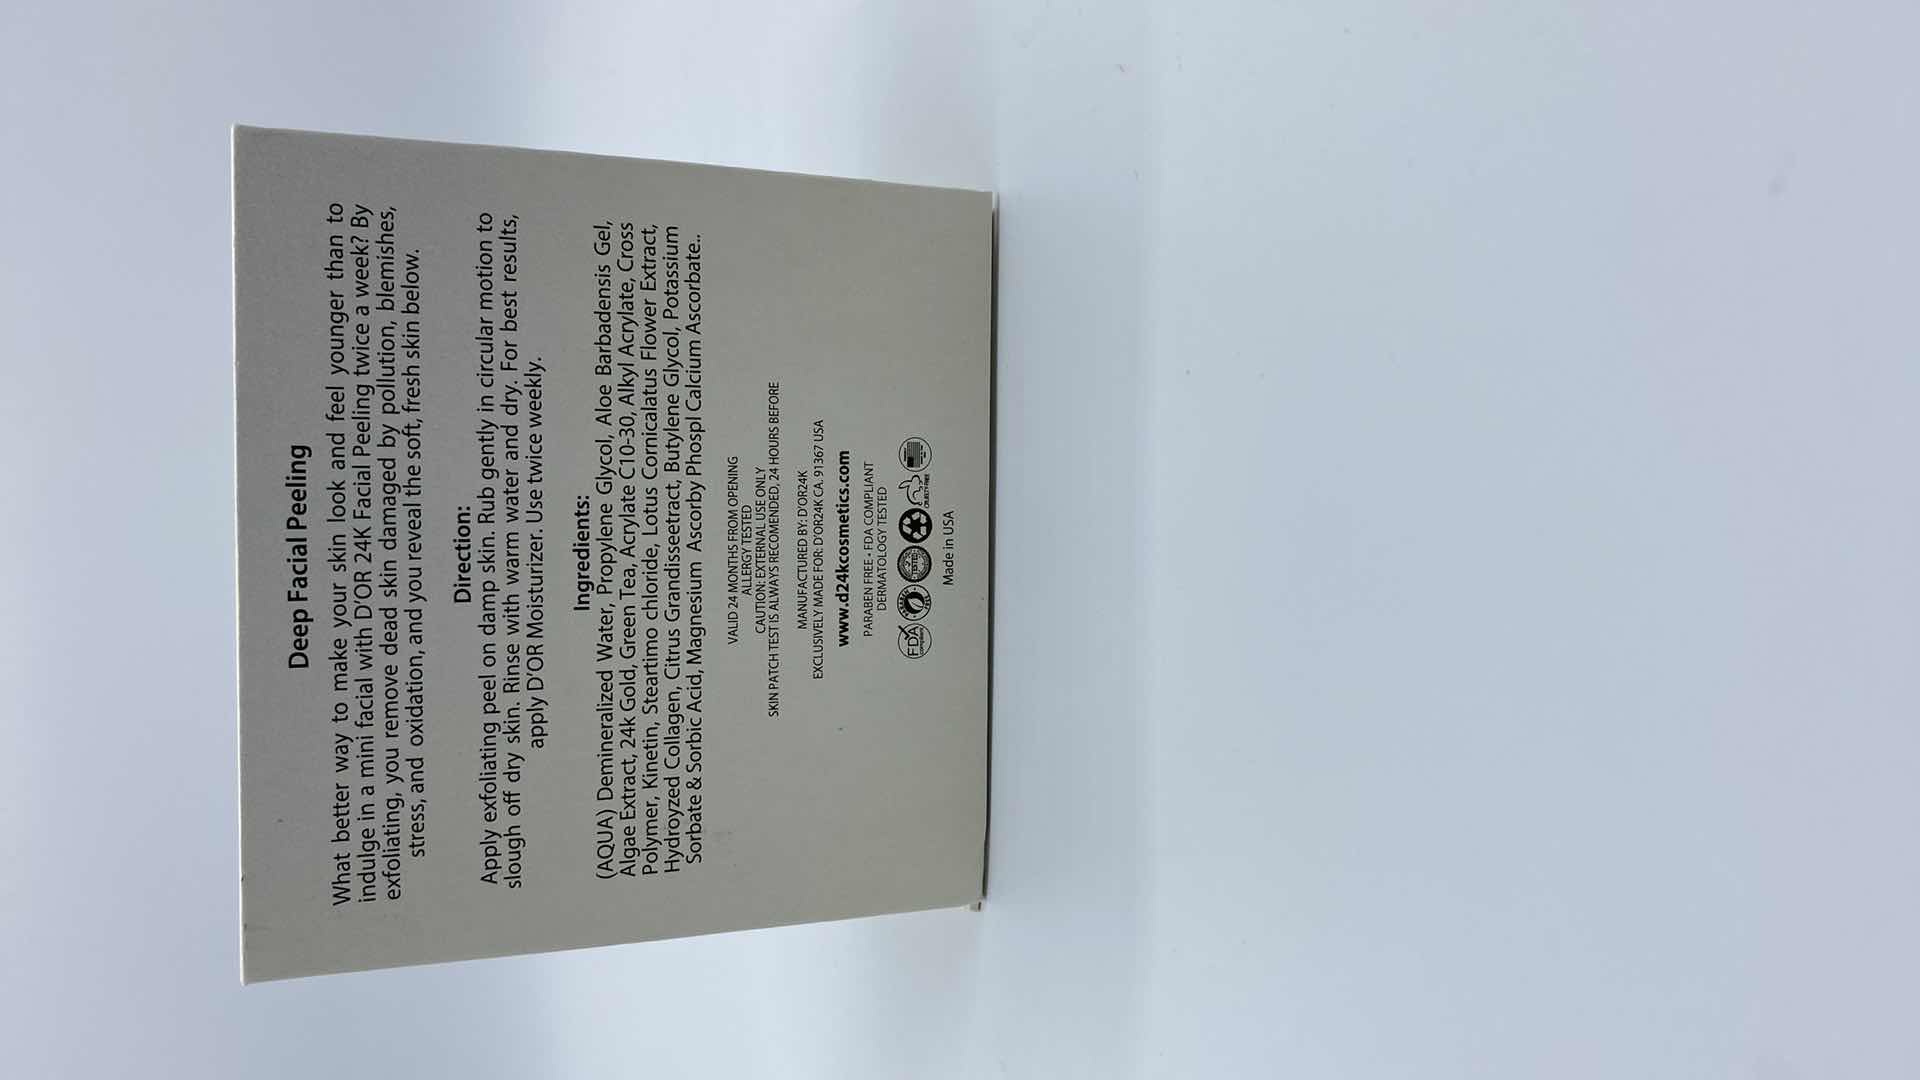 Deep Facial Peeling
What better way to make your skin look and feel younger than to
indulge in a mini facial with D'OR 24K Facial Peeling twice a week? By
exfoliating, you remove dead skin damaged by pollution, blemishes,
stress, and oxidation, and you reveal the soft, fresh skin below.
Direction:
Apply exfoliating peel on damp skin. Rub gently in circular motion to
slough off dry skin. Rinse with warm water and dry. For best results,
apply D'OR Moisturizer. Use twice weekly.
Ingredients:
(AQUA) Demineralized Water, Propylene Glycol, Aloe Barbadensis Gel,
Algae Extract, 24k Gold, Green Tea, Acrylate C10-30, Alkyl Acrylate, Cross
Polymer, Kinetin, Steartimo chloride, Lotus Cornicalatus Flower Extract,
Hydroyzed Collagen, Citrus Grandisseetract, Butylene Glycol, Potassium
Sorbate & Sorbic Acid, Magnesium Ascorby Phospl Calcium Ascorbate..
VALID 24 MONTHS FROM OPENING
ALLERGY TESTED
CAUTION: EXTERNAL USE ONLY
SKIN PATCH TEST IS ALWAYS RECOMENDED, 24 HOURS BEFORE
MANUFACTURED BY: D'OR24K
EXCLUSIVELY MADE FOR: D'OR24K CA. 91367 USA
www.d24kcosmetics.com
PARABEN FREE • FDA COMPLIANT
DERMATOLOGY TESTED
FDA PARABEN FREE TESTED CRUELTY FREE
Made in USA